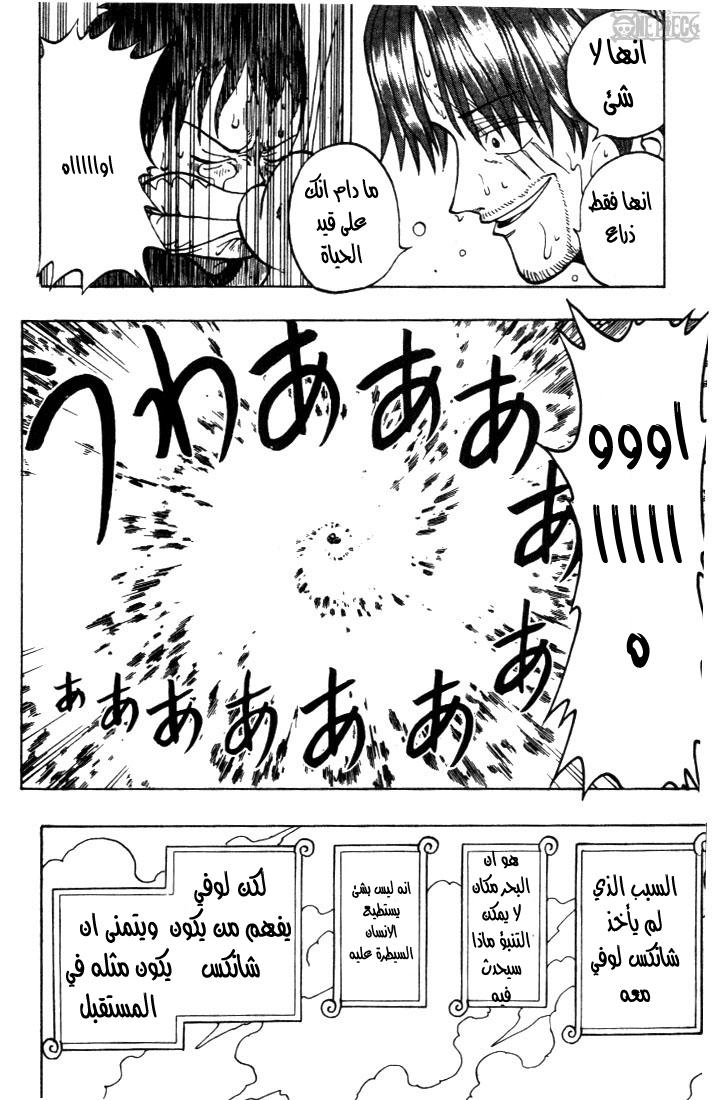 ONE PIECE
انها لا
شئ
انها فقط
ذراع
ما دام انك
على قيد
الحياة
اواااااه
اووو
ااااا
ه
うわあああああ
あああああああ
السبب الذي
لم يأخذ
شانكس لوفي
معه
هو ان
البحر مكان
لا يمكن
التنبؤ ماذا
سيحدث
فيه
انه ليس بشئ
يستطيع
الانسان
السيطرة عليه
لكن لوفي
يفهم من يكون
شانكس
ويتمنى ان
يكون مثله في
المستقبل